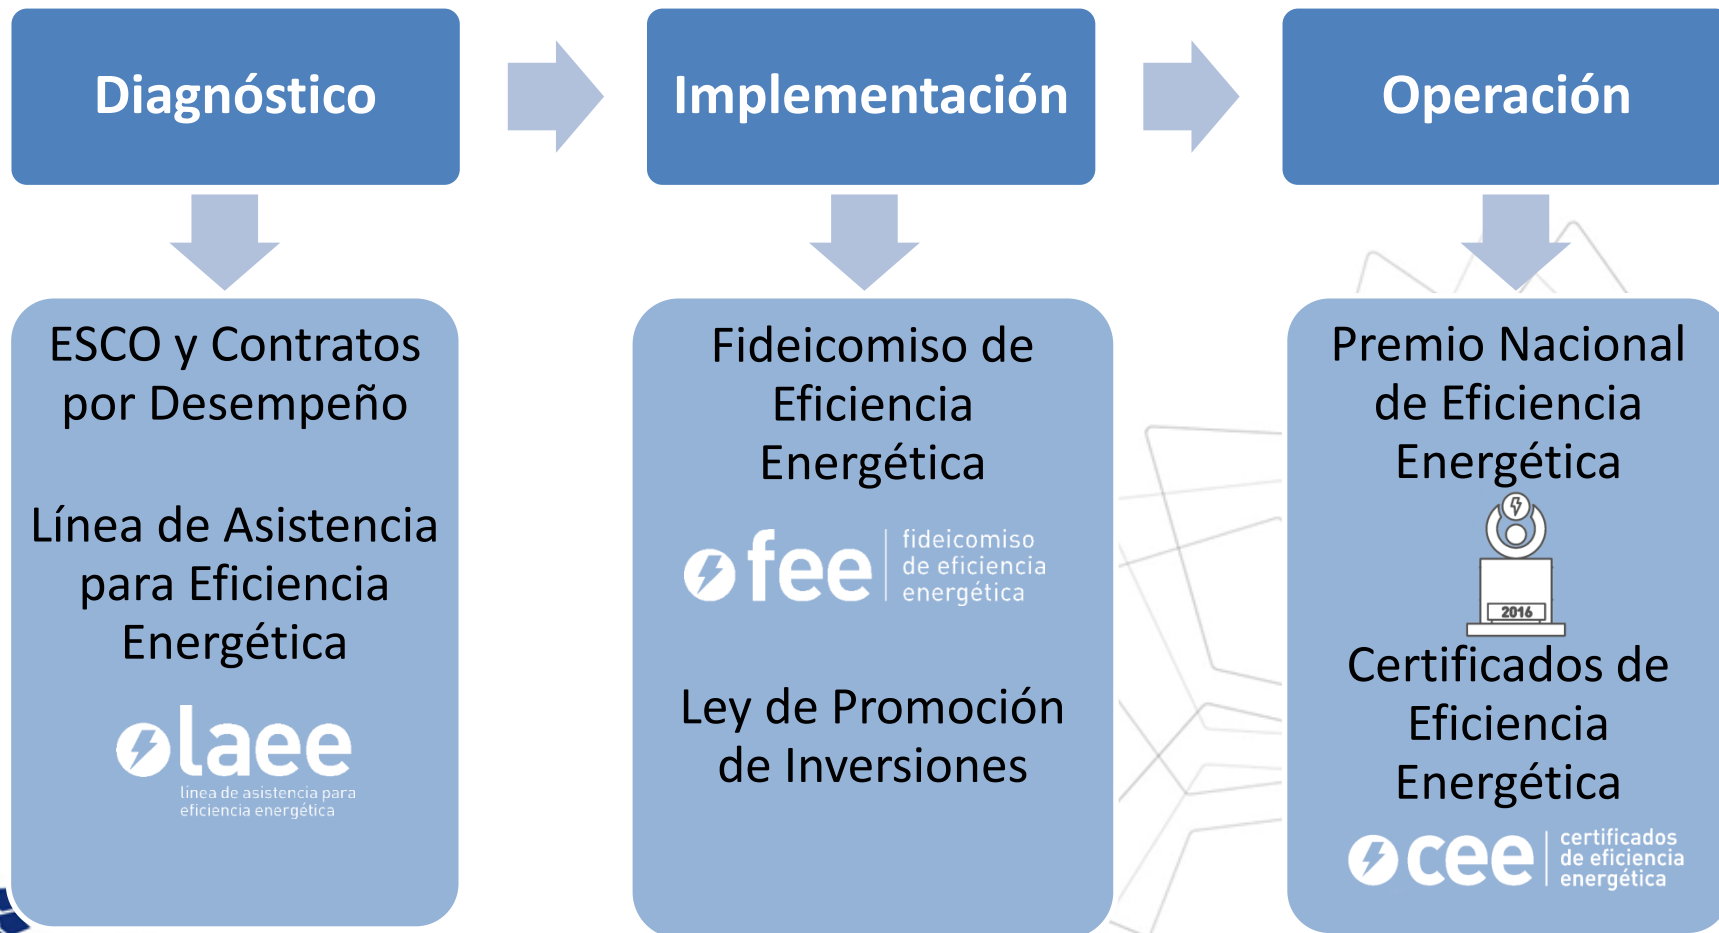 Diagnóstico
Implementación
Operación
ESCO y Contratos
por Desempeño
Línea de Asistencia
para Eficiencia
Energética
laee
línea de asistencia para
eficiencia energética
Fideicomiso de
Eficiencia
Energética
fee
fideicomiso
de eficiencia
energética
Ley de Promoción
de Inversiones
Premio Nacional
de Eficiencia
Energética
2016
Certificados de
Eficiencia
Energética
cee
certificados
de eficiencia
energética